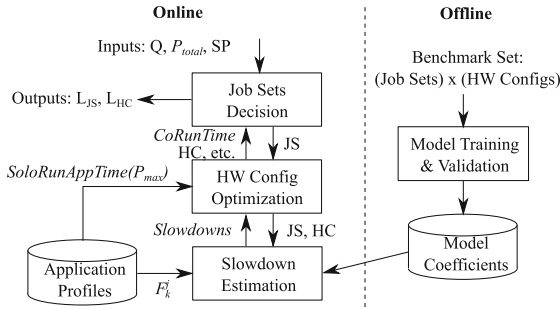 Online
Offline
Inputs: Q, P_total, SP
Benchmark Set:
(Job Sets) x (HW Configs)
Job Sets
Decision
Outputs: L_JS, L_HC
CoRunTime
HC, etc.
JS
Model Training
& Validation
SoloRunAppTime(P_max)
HW Config
Optimization
Slowdowns
JS, HC
Application
Profiles
F_k^i
Slowdown
Estimation
Model
Coefficients